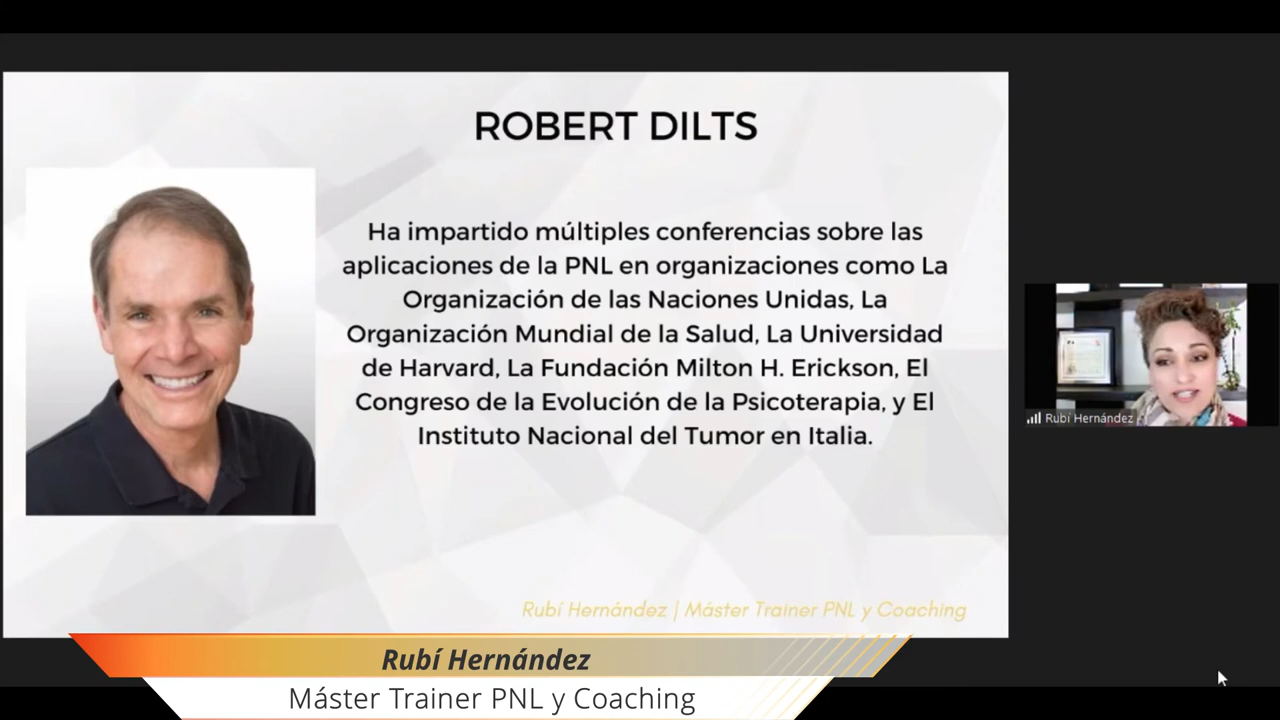 ROBERT DILTS
Ha impartido múltiples conferencias sobre las
aplicaciones de la PNL en organizaciones como La
Organización de las Naciones Unidas, La
Organización Mundial de la Salud, La Universidad
de Harvard, La Fundación Milton H. Erickson, El
Congreso de la Evolución de la Psicoterapia, y El
Instituto Nacional del Tumor en Italia.
Rubí Hernández
Rubí Hernández | Máster Trainer PNL y Coaching
Rubí Hernández
Máster Trainer PNL y Coaching